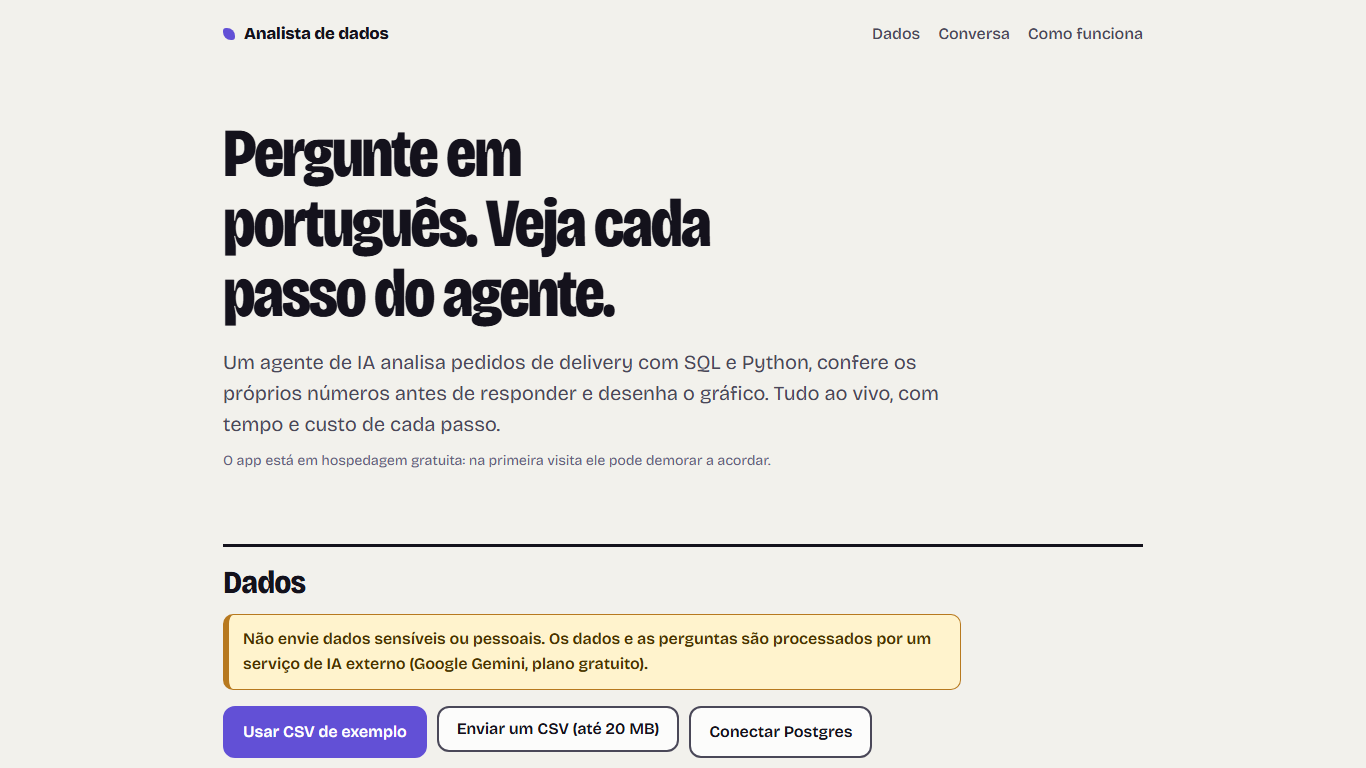 Analista de dados
Dados
Conversa
Como funciona
Pergunte em
português. Veja cada
passo do agente.
Um agente de IA analisa pedidos de delivery com SQL e Python, confere os
próprios números antes de responder e desenha o gráfico. Tudo ao vivo, com
tempo e custo de cada passo.
O app está em hospedagem gratuita: na primeira visita ele pode demorar a acordar.
Dados
Não envie dados sensíveis ou pessoais. Os dados e as perguntas são processados por um
serviço de IA externo (Google Gemini, plano gratuito).
Usar CSV de exemplo
Enviar um CSV (até 20 MB)
Conectar Postgres